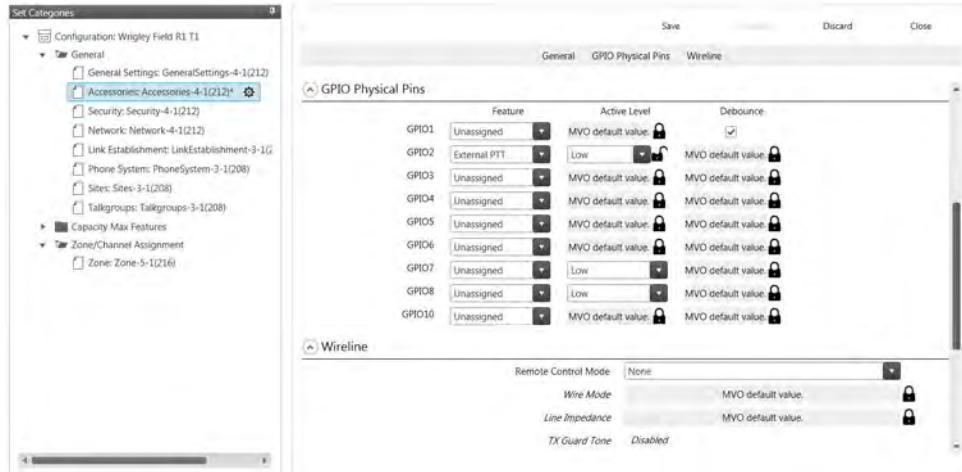 Set Categories
Configuration: Wrigley Field R1 T1
General
General Settings: GeneralSettings-4-1(212)
Accessories: Accessories-4-1(212)*
Security: Security-4-1(212)
Network: Network-4-1(212)
Link Establishment: LinkEstablishment-3-1(2
Phone System: PhoneSystem-3-1(208)
Sites: Sites-3-1(208)
Talkgroups: Talkgroups-3-1(208)
Capacity Max Features
Zone/Channel Assignment
Zone: Zone-5-1(216)
Save Discard Close
General GPIO Physical Pins Wireline
GPIO Physical Pins
Feature Active Level Debounce
GPIO1 Unassigned MVO default value.
GPIO2 External PTT Low MVO default value.
GPIO3 Unassigned MVO default value. MVO default value.
GPIO4 Unassigned MVO default value. MVO default value.
GPIO5 Unassigned MVO default value. MVO default value.
GPIO6 Unassigned MVO default value. MVO default value.
GPIO7 Unassigned Low MVO default value.
GPIO8 Unassigned Low MVO default value.
GPIO10 Unassigned MVO default value. MVO default value.
Wireline
Remote Control Mode None
Wire Mode MVO default value.
Line Impedance MVO default value.
TX Guard Tone Disabled